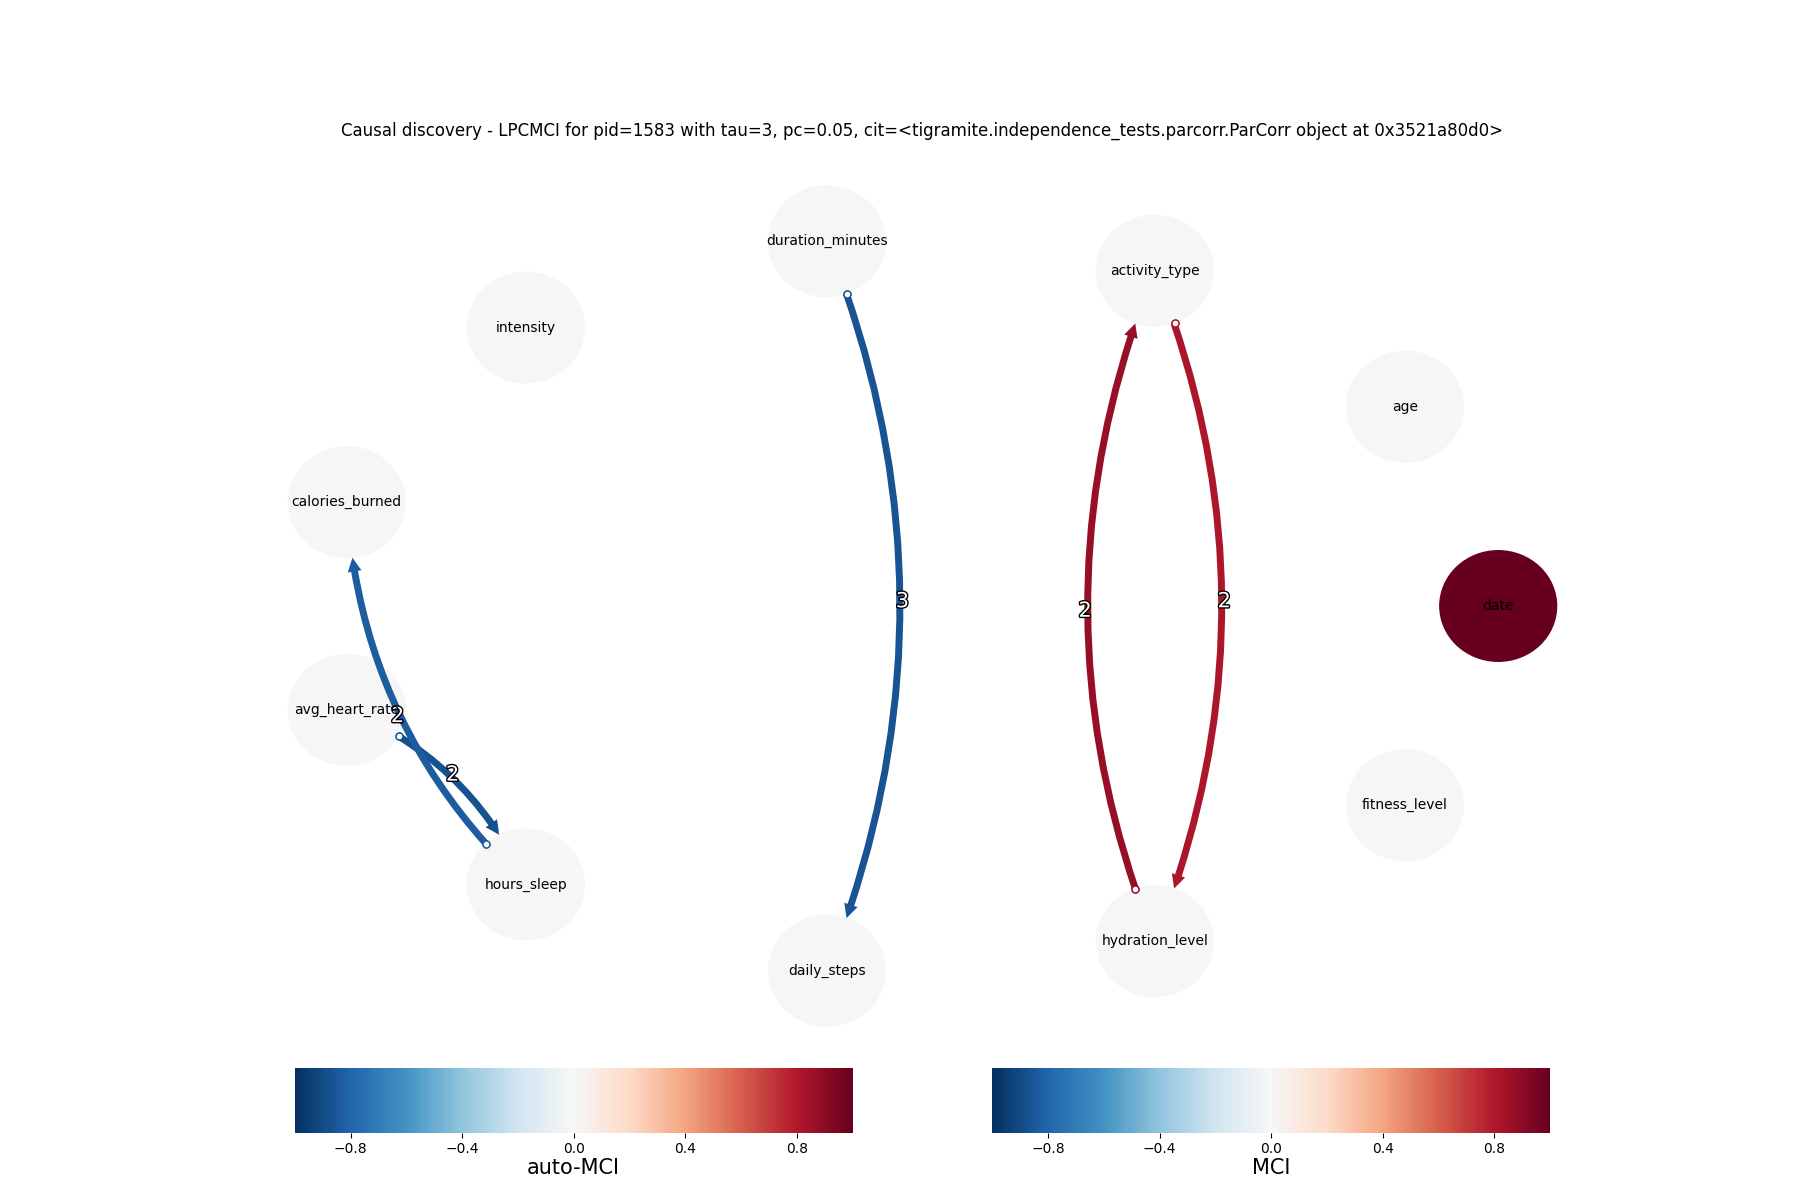 Causal discovery - LPCMCI for pid=1583 with tau=3, pc=0.05, cit=<tigramite.independence_tests.parcorr.ParCorr object at 0x3521a80d0>
duration_minutes
activity_type
intensity
age
calories_burned
3
2
2
date
avg_heart_rate
2
2
fitness_level
hours_sleep
hydration_level
daily_steps
−0.8 −0.4 0.0 0.4 0.8
auto-MCI
−0.8 −0.4 0.0 0.4 0.8
MCI